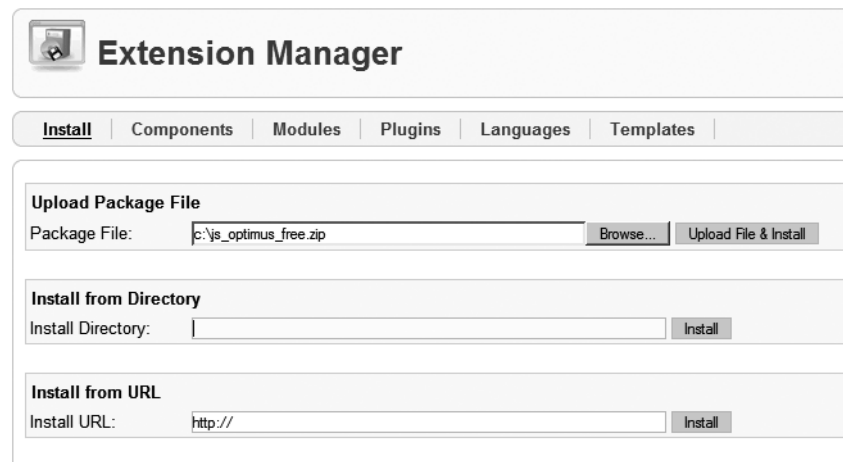 Extension Manager
Install Components Modules Plugins Languages Templates
Upload Package File
Package File: c:\js_optimus_free.zip Browse... Upload File & Install
Install from Directory
Install Directory: Install
Install from URL
Install URL: http:// Install